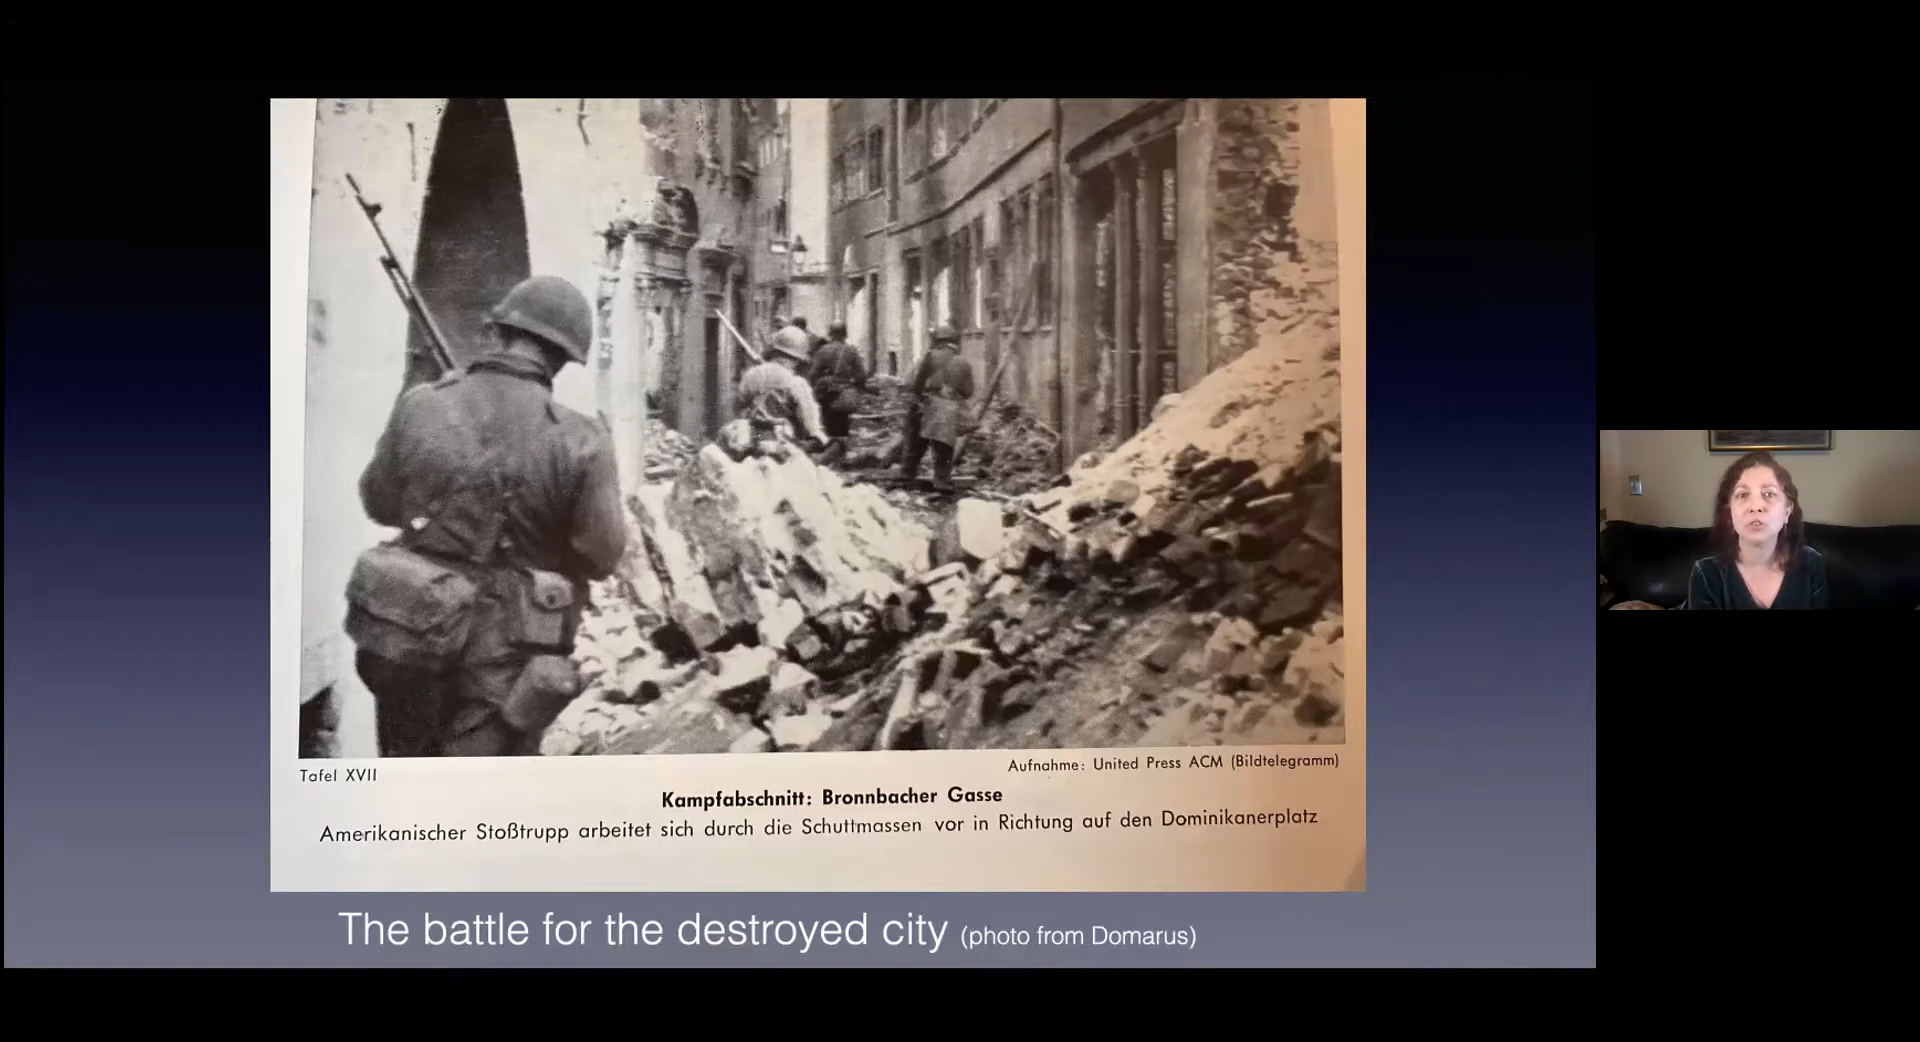 Tafel XVII
Aufnahme: United Press ACM (Bildtelegramm)
Kampfabschnitt: Bronnbacher Gasse
Amerikanischer Stoßtrupp arbeitet sich durch die Schuttmassen vor in Richtung auf den Dominikanerplatz
The battle for the destroyed city (photo from Domarus)